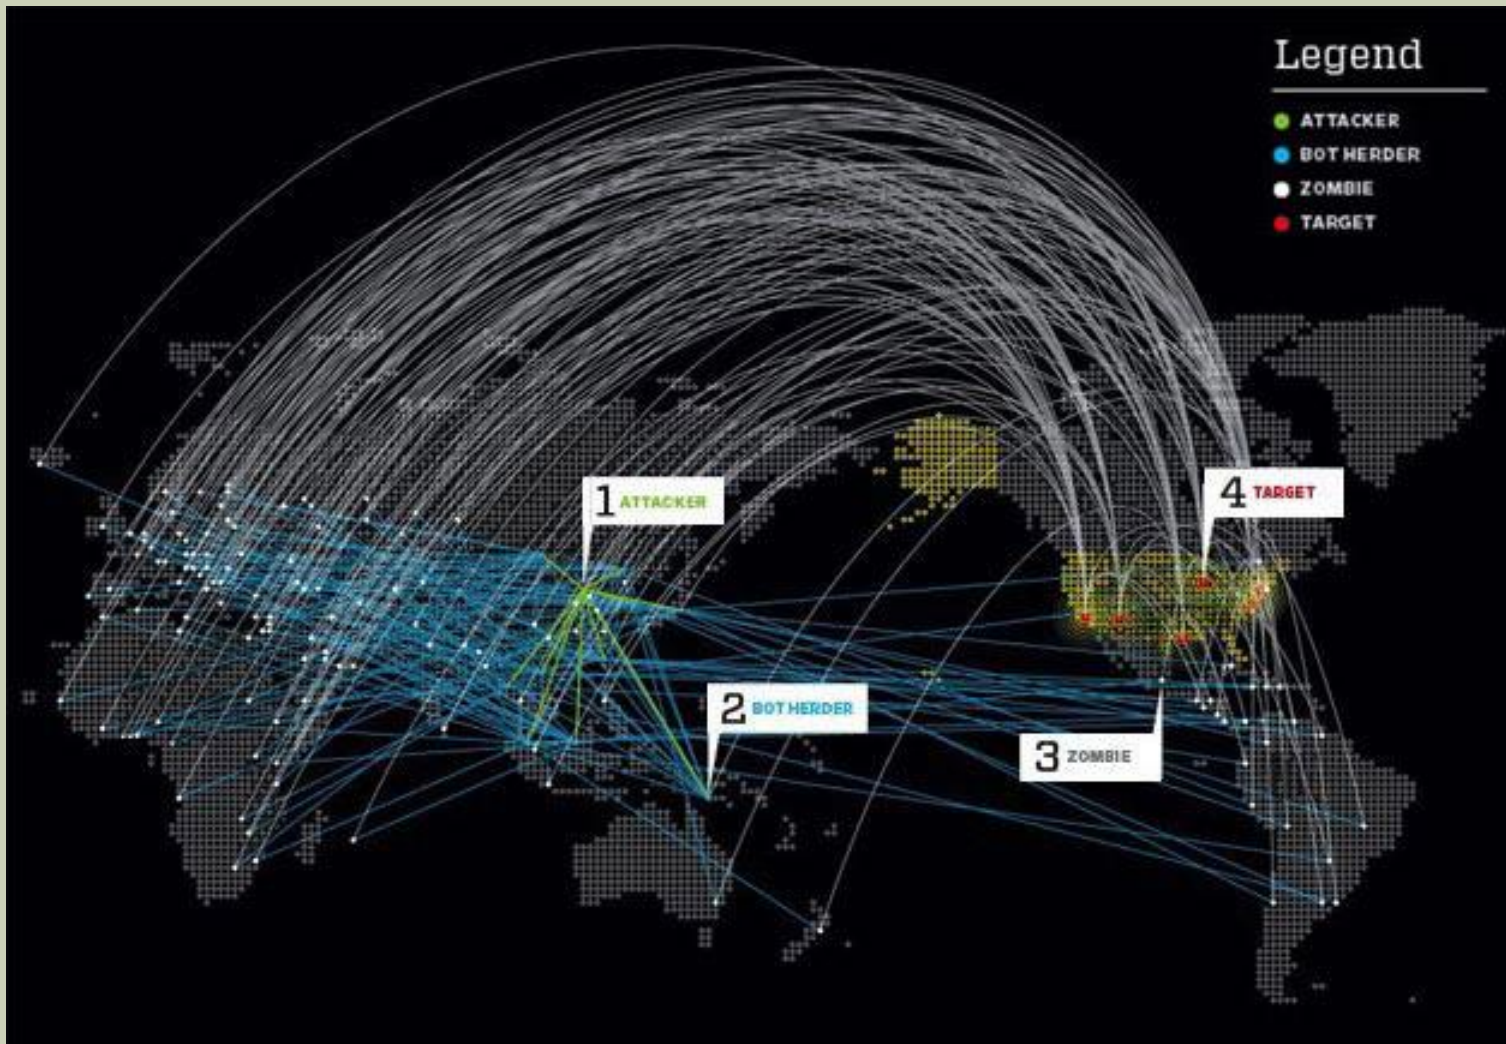 Legend
ATTACKER
BOT HERDER
ZOMBIE
TARGET
1 ATTACKER
4 TARGET
2 BOT HERDER
3 ZOMBIE